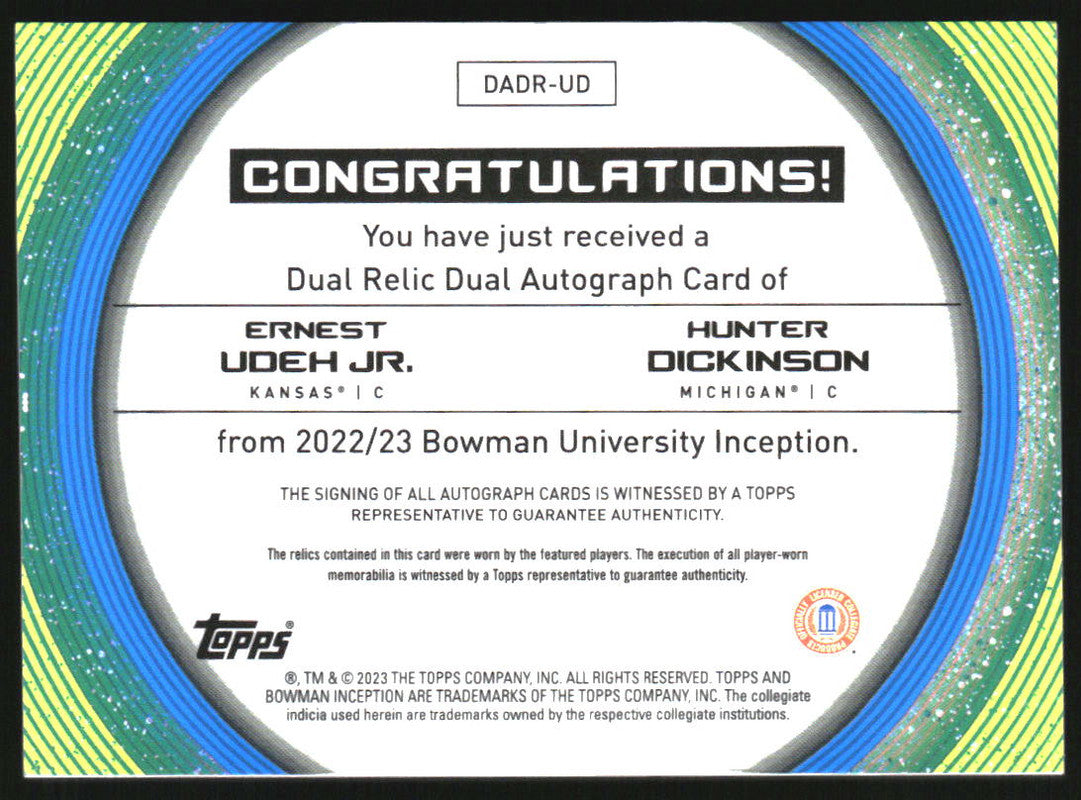 DADR-UD
CONGRATULATIONS!
You have just received a
Dual Relic Dual Autograph Card of
ERNEST
UDEH JR.
KANSAS® | C
HUNTER
DICKINSON
MICHIGAN® | C
from 2022/23 Bowman University Inception.
THE SIGNING OF ALL AUTOGRAPH CARDS IS WITNESSED BY A TOPPS
REPRESENTATIVE TO GUARANTEE AUTHENTICITY.
The relics contained in this card were worn by the featured players. The execution of all player-worn
memorabilia is witnessed by a Topps representative to guarantee authenticity.
topps®
OFFICIALLY LICENSED COLLEGIATE PRODUCTS
®, TM & © 2023 THE TOPPS COMPANY, INC. ALL RIGHTS RESERVED. TOPPS AND
BOWMAN INCEPTION ARE TRADEMARKS OF THE TOPPS COMPANY, INC. The collegiate
indicia used herein are trademarks owned by the respective collegiate institutions.